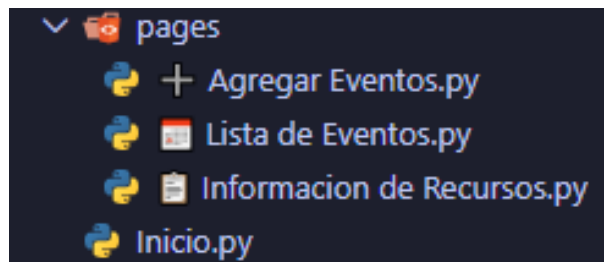 pages
➕ Agregar Eventos.py
📅 Lista de Eventos.py
📋 Informacion de Recursos.py
Inicio.py